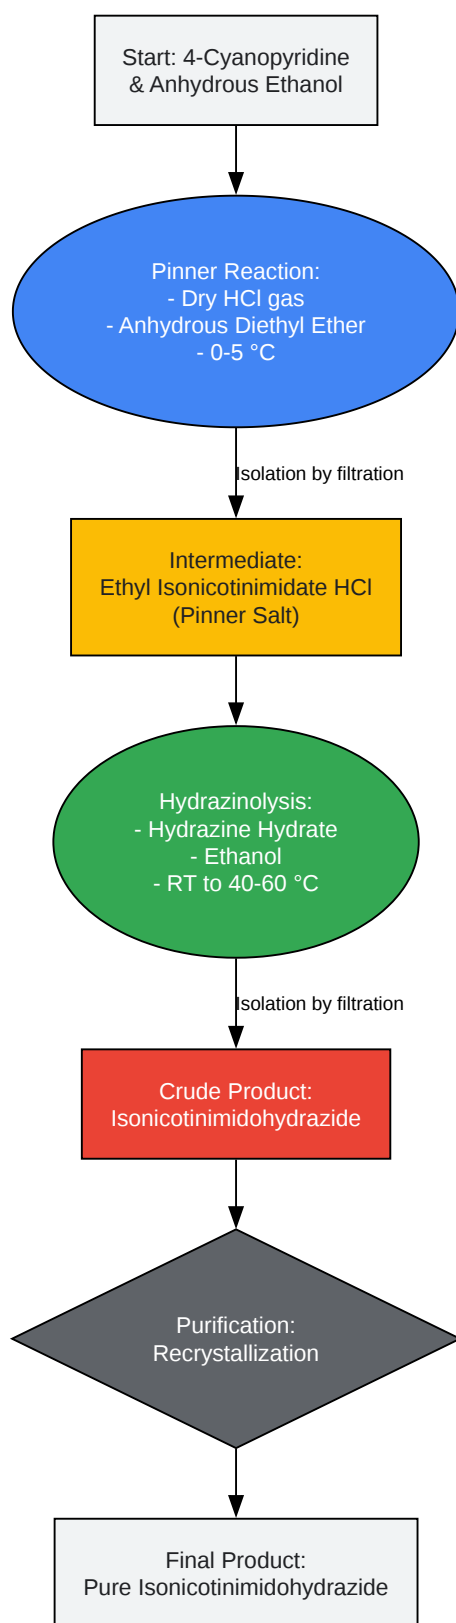 Start: 4-Cyanopyridine
& Anhydrous Ethanol
Pinner Reaction:
- Dry HCl gas
- Anhydrous Diethyl Ether
- 0-5 °C
Isolation by filtration
Intermediate:
Ethyl Isonicotinimidate HCl
(Pinner Salt)
Hydrazinolysis:
- Hydrazine Hydrate
- Ethanol
- RT to 40-60 °C
Isolation by filtration
Crude Product:
Isonicotinimidohydrazide
Purification:
Recrystallization
Final Product:
Pure Isonicotinimidohydrazide